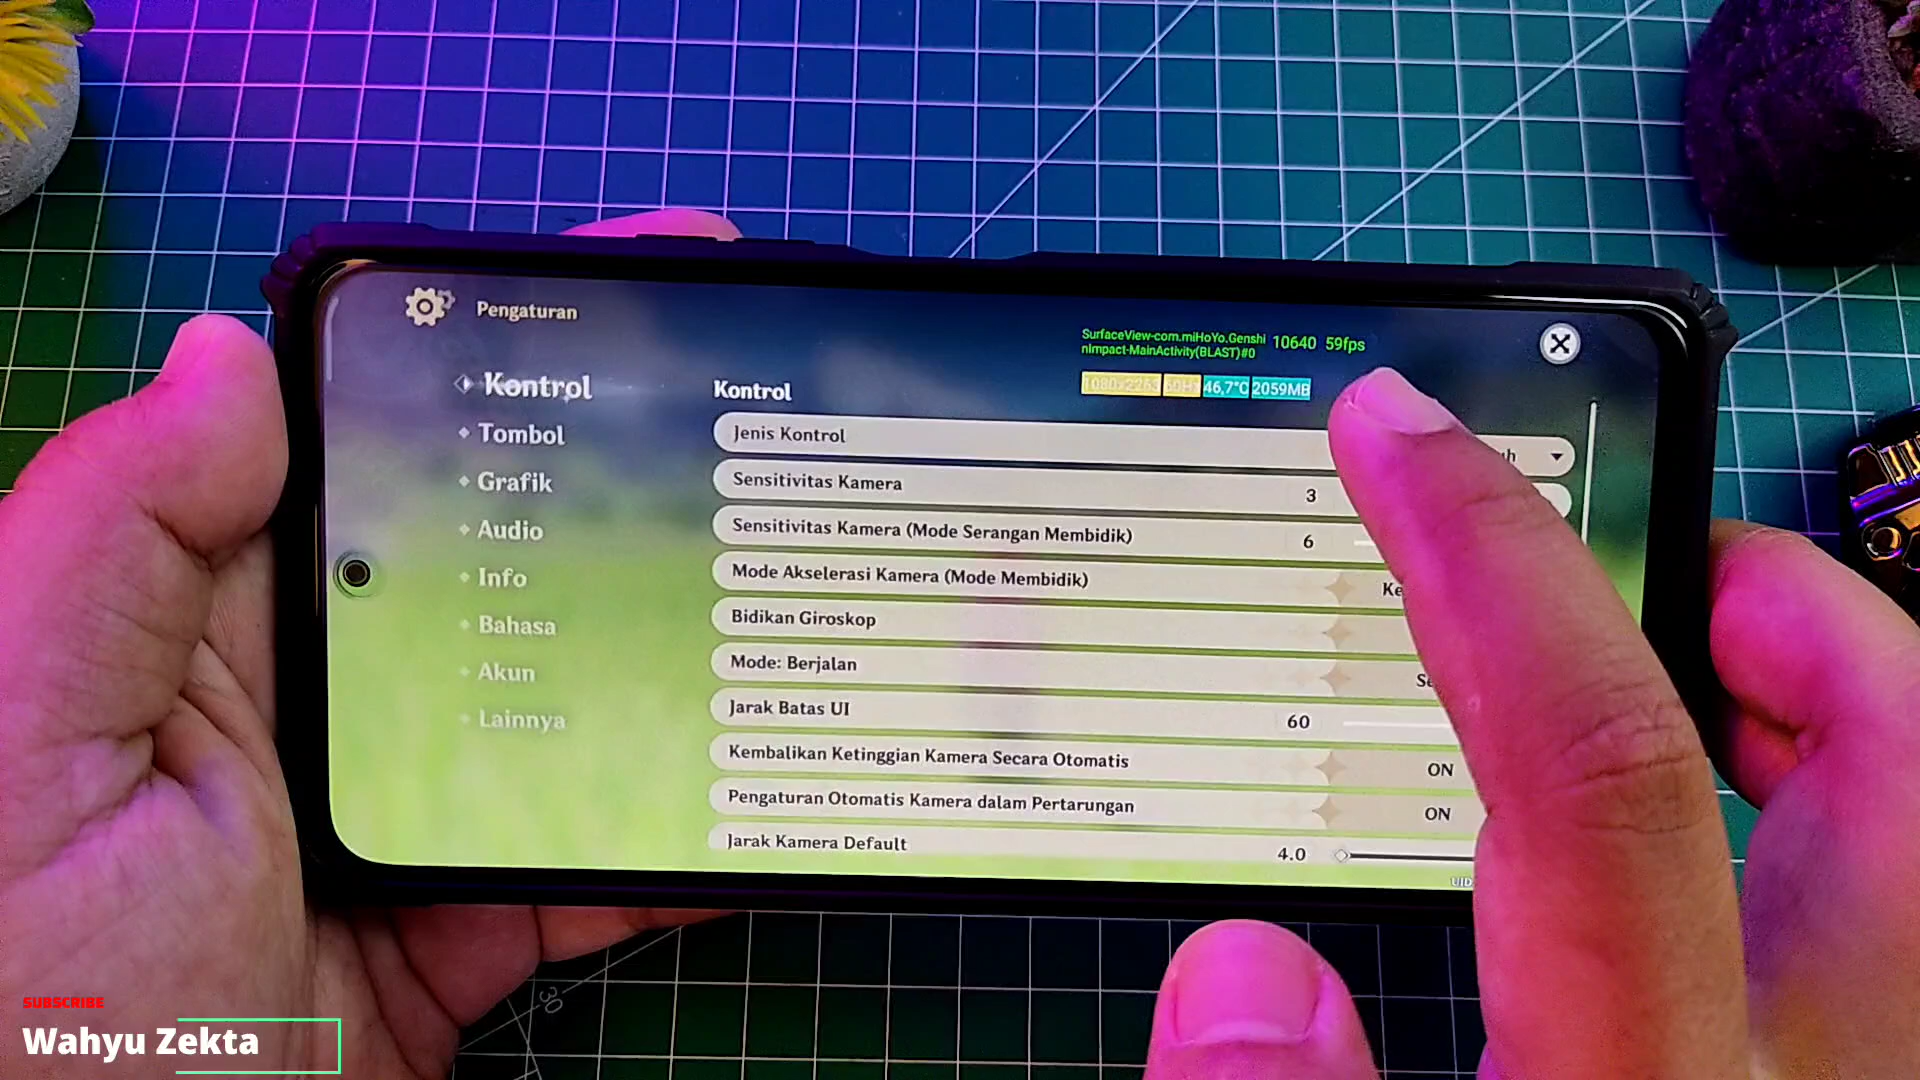 Pengaturan
SurfaceView-com.miHoYo.Genshi
nImpact-MainActivity(BLAST)#0
10640 59fps
46,7°C 2059MB
Kontrol
Tombol
Grafik
Audio
Info
Bahasa
Akun
Lainnya
Kontrol
Jenis Kontrol
Sensitivitas Kamera 3
Sensitivitas Kamera (Mode Serangan Membidik) 6
Mode Akselerasi Kamera (Mode Membidik)
Bidikan Giroskop
Mode: Berjalan
Jarak Batas UI 60
Kembalikan Ketinggian Kamera Secara Otomatis ON
Pengaturan Otomatis Kamera dalam Pertarungan ON
Jarak Kamera Default 4.0
UID
30
SUBSCRIBE
Wahyu Zekta